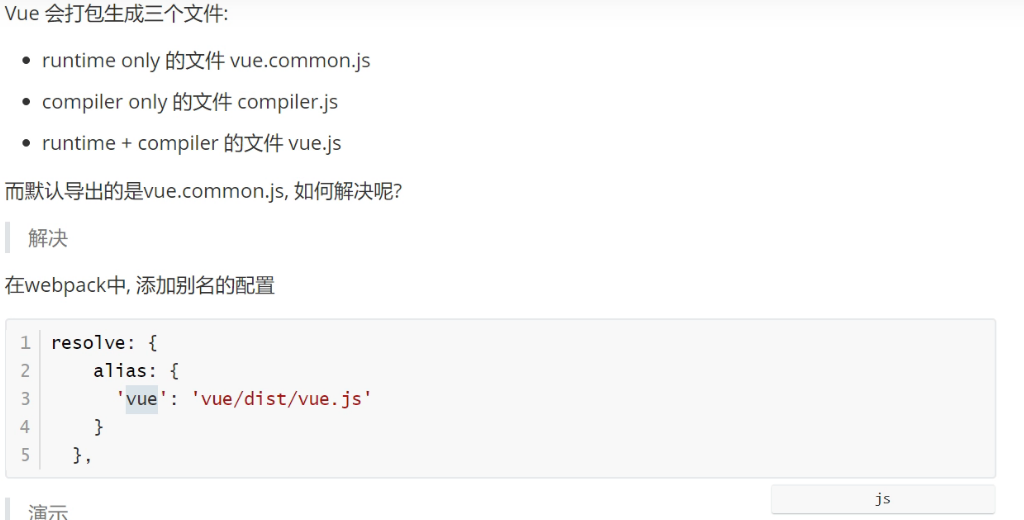 Vue 会打包生成三个文件:
runtime only 的文件 vue.common.js
compiler only 的文件 compiler.js
runtime + compiler 的文件 vue.js
而默认导出的是vue.common.js, 如何解决呢?
解决
在webpack中, 添加别名的配置
1 resolve: {
2     alias: {
3       'vue': 'vue/dist/vue.js'
4     }
5   },
js
演示